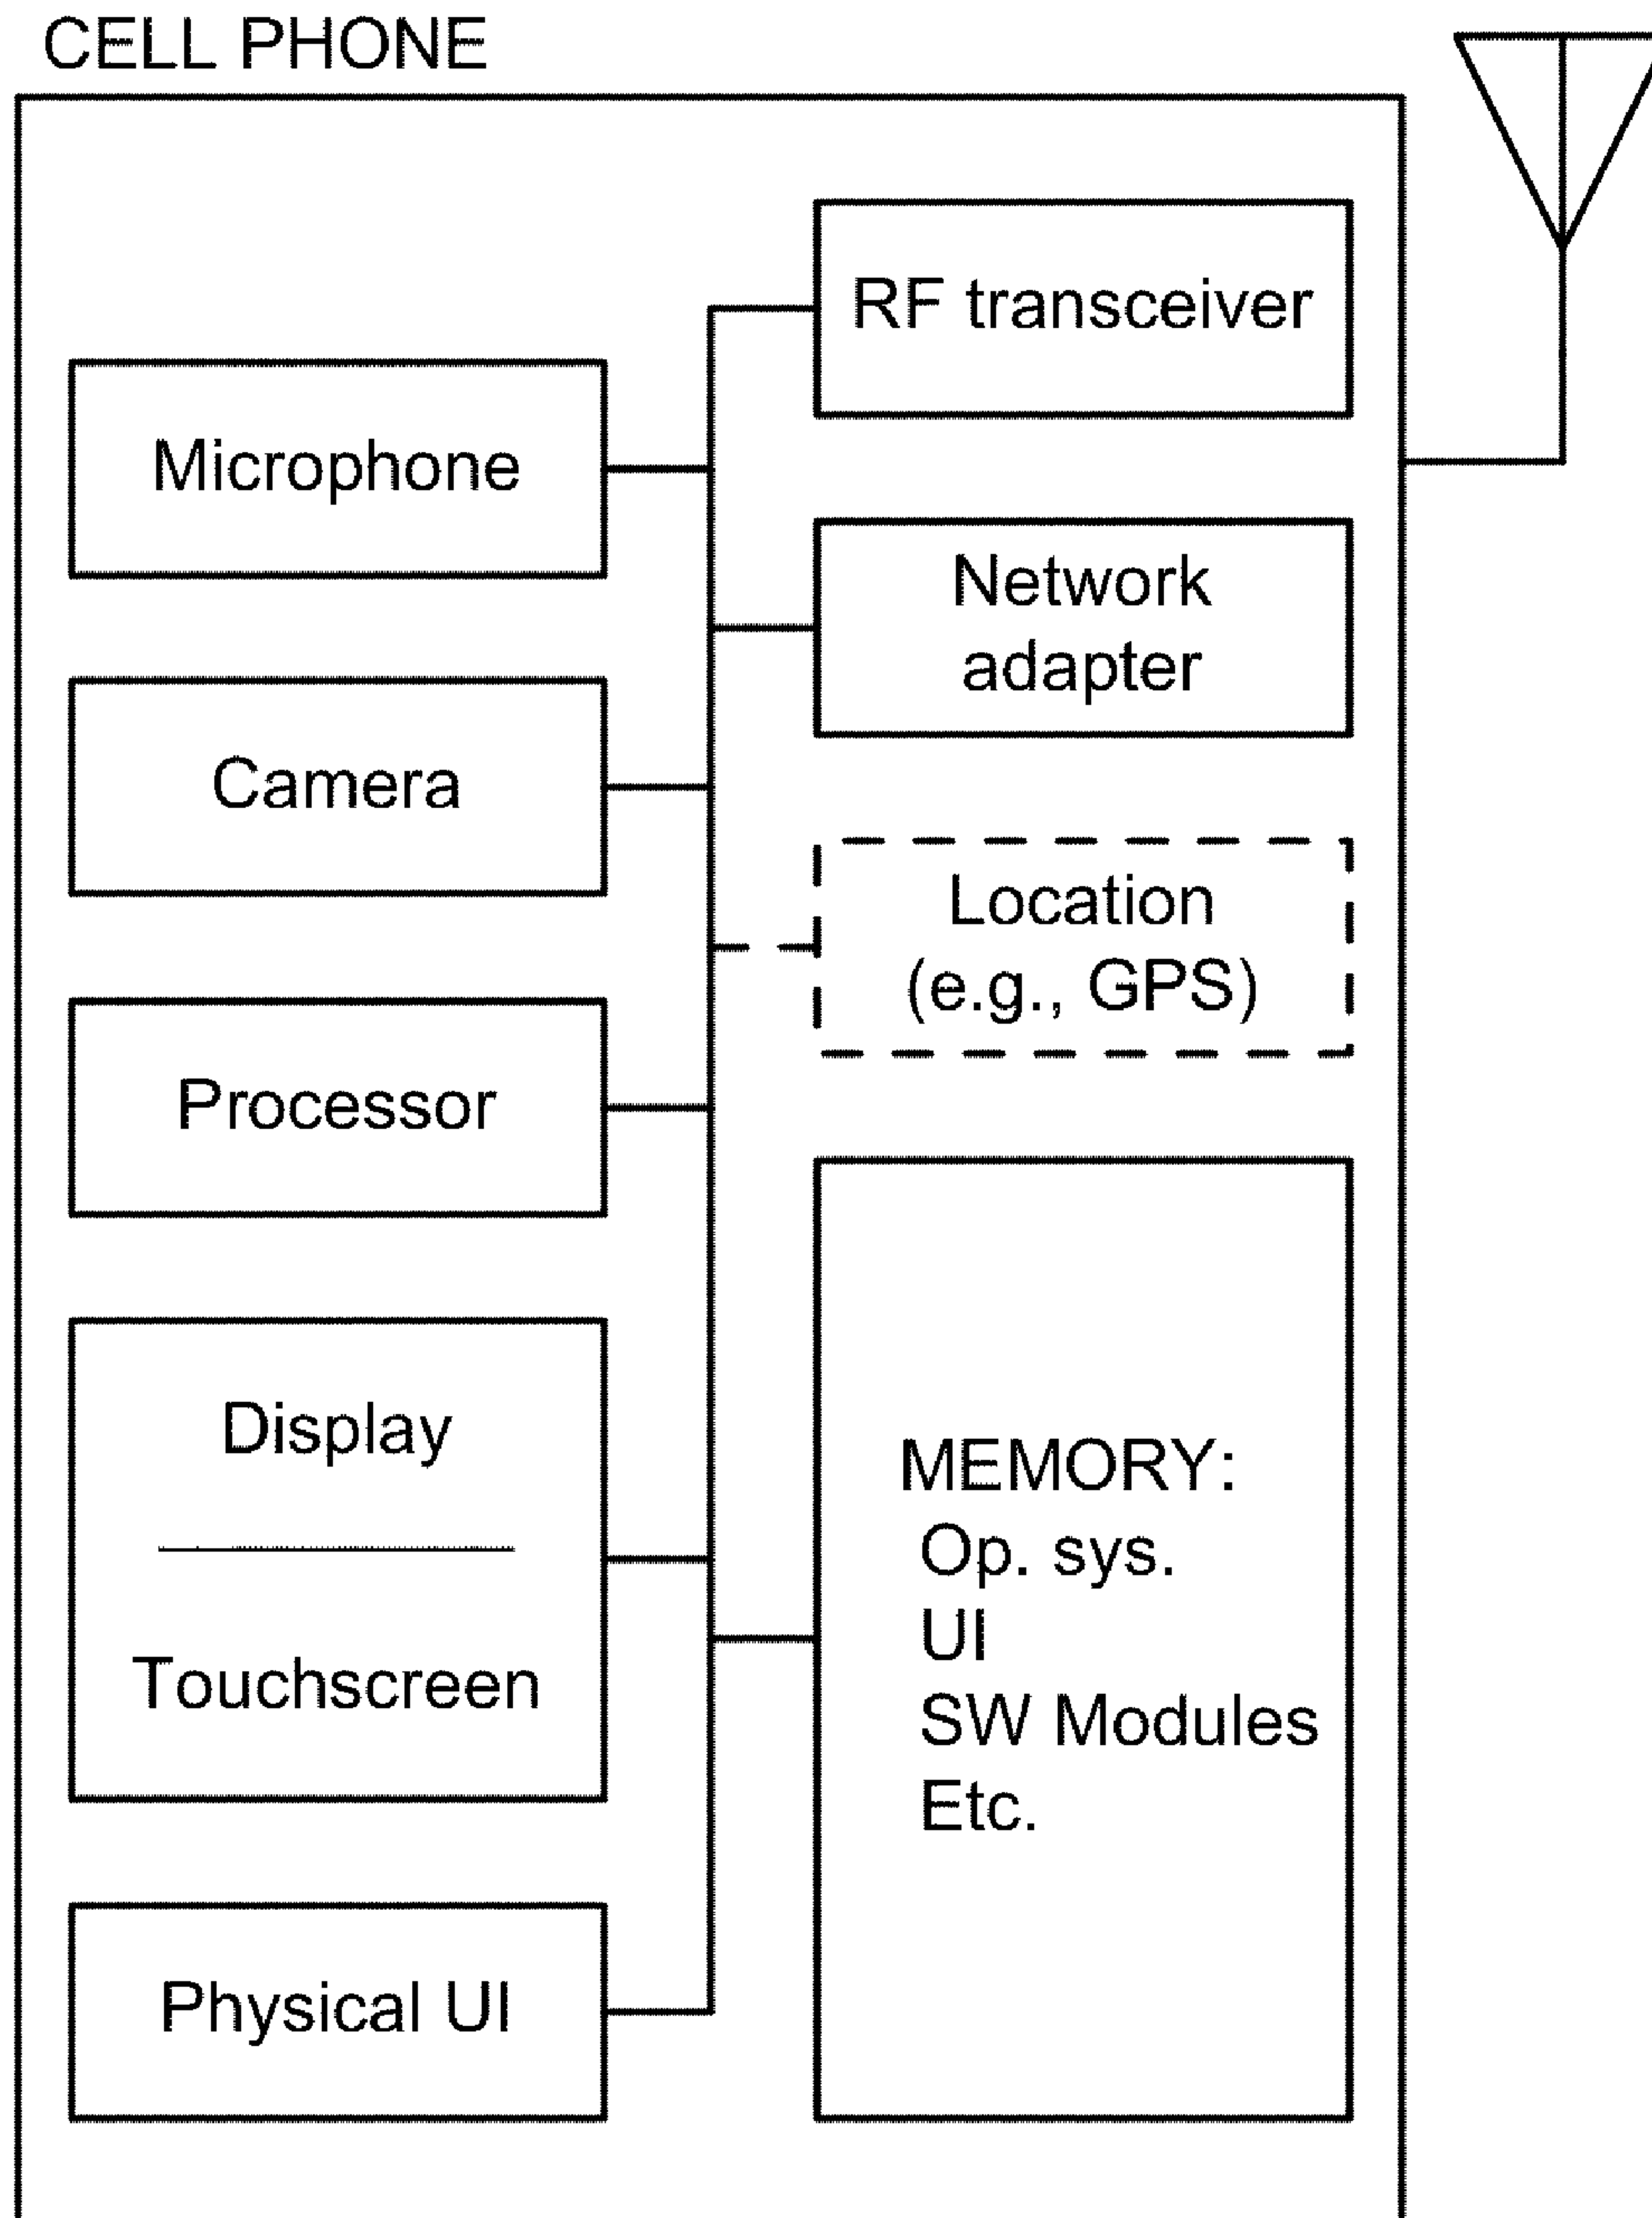 CELL PHONE
RF transceiver
Microphone
Network
adapter
Camera
Location
(e.g., GPS)
Processor
Display
Touchscreen
MEMORY:
Op. sys.
UI
SW Modules
Etc.
Physical UI